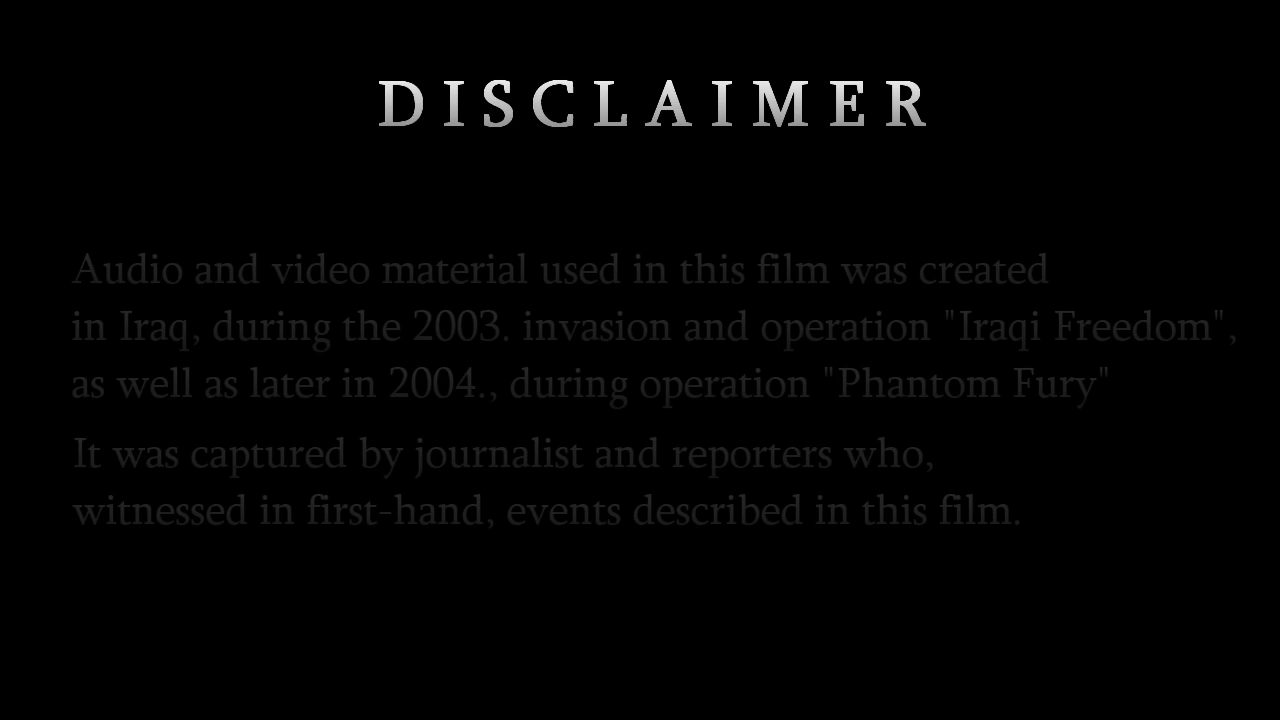 DISCLAIMER
Audio and video material used in this film was created
in Iraq, during the 2003. invasion and operation "Iraqi Freedom",
as well as later in 2004., during operation "Phantom Fury"
It was captured by journalist and reporters who,
witnessed in first-hand, events described in this film.